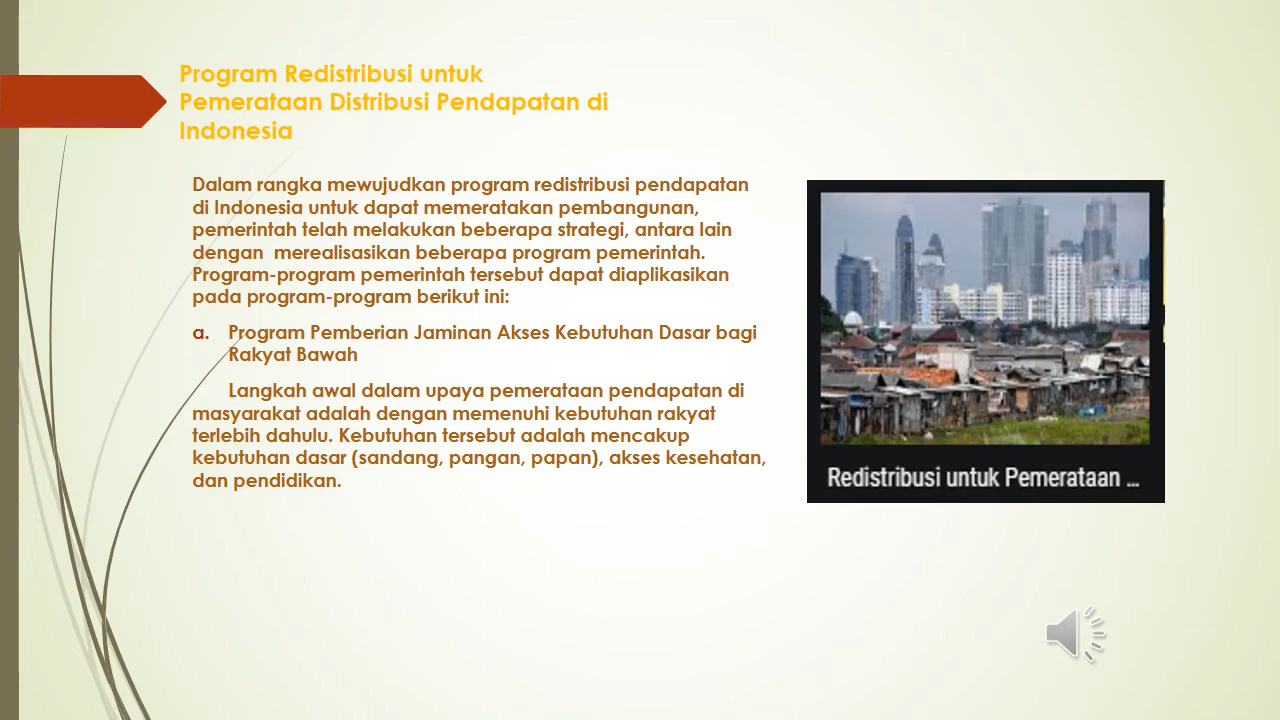 Program Redistribusi untuk
Pemerataan Distribusi Pendapatan di
Indonesia
Dalam rangka mewujudkan program redistribusi pendapatan
di Indonesia untuk dapat memeratakan pembangunan,
pemerintah telah melakukan beberapa strategi, antara lain
dengan  merealisasikan beberapa program pemerintah.
Program-program pemerintah tersebut dapat diaplikasikan
pada program-program berikut ini:
a. Program Pemberian Jaminan Akses Kebutuhan Dasar bagi
Rakyat Bawah
Langkah awal dalam upaya pemerataan pendapatan di
masyarakat adalah dengan memenuhi kebutuhan rakyat
terlebih dahulu. Kebutuhan tersebut adalah mencakup
kebutuhan dasar (sandang, pangan, papan), akses kesehatan,
dan pendidikan.
Redistribusi untuk Pemerataan ...